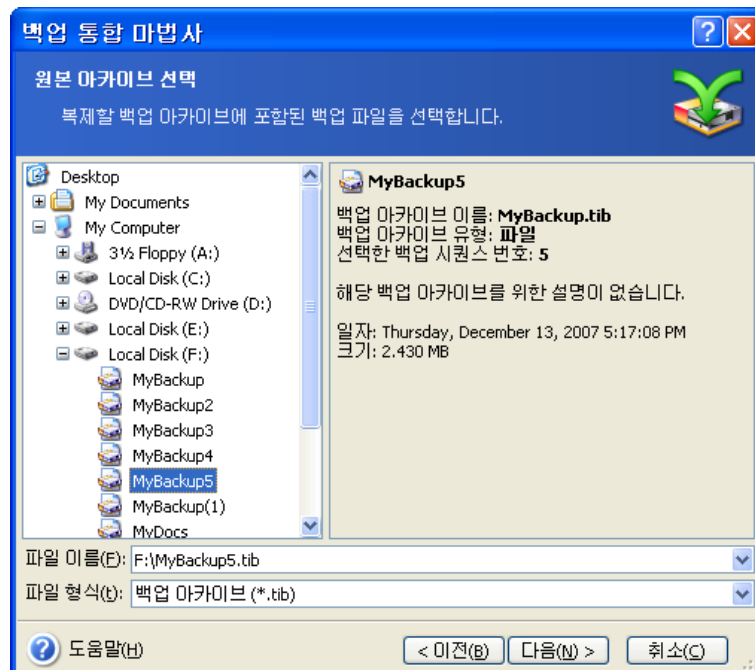 백업 통합 마법사
원본 아카이브 선택
복제할 백업 아카이브에 포함된 백업 파일을 선택합니다.
Desktop
My Documents
My Computer
3½ Floppy (A:)
Local Disk (C:)
DVD/CD-RW Drive (D:)
Local Disk (E:)
Local Disk (F:)
MyBackup
MyBackup2
MyBackup3
MyBackup4
MyBackup5
MyBackup(1)
MyDocs
MyBackup5
백업 아카이브 이름: MyBackup.tib
백업 아카이브 유형: 파일
선택한 백업 시퀀스 번호: 5
해당 백업 아카이브를 위한 설명이 없습니다.
일자: Thursday, December 13, 2007 5:17:08 PM
크기: 2.430 MB
파일 이름(F): F:\MyBackup5.tib
파일 형식(t): 백업 아카이브 (*.tib)
도움말(H)
< 이전(B)
다음(N) >
취소(C)